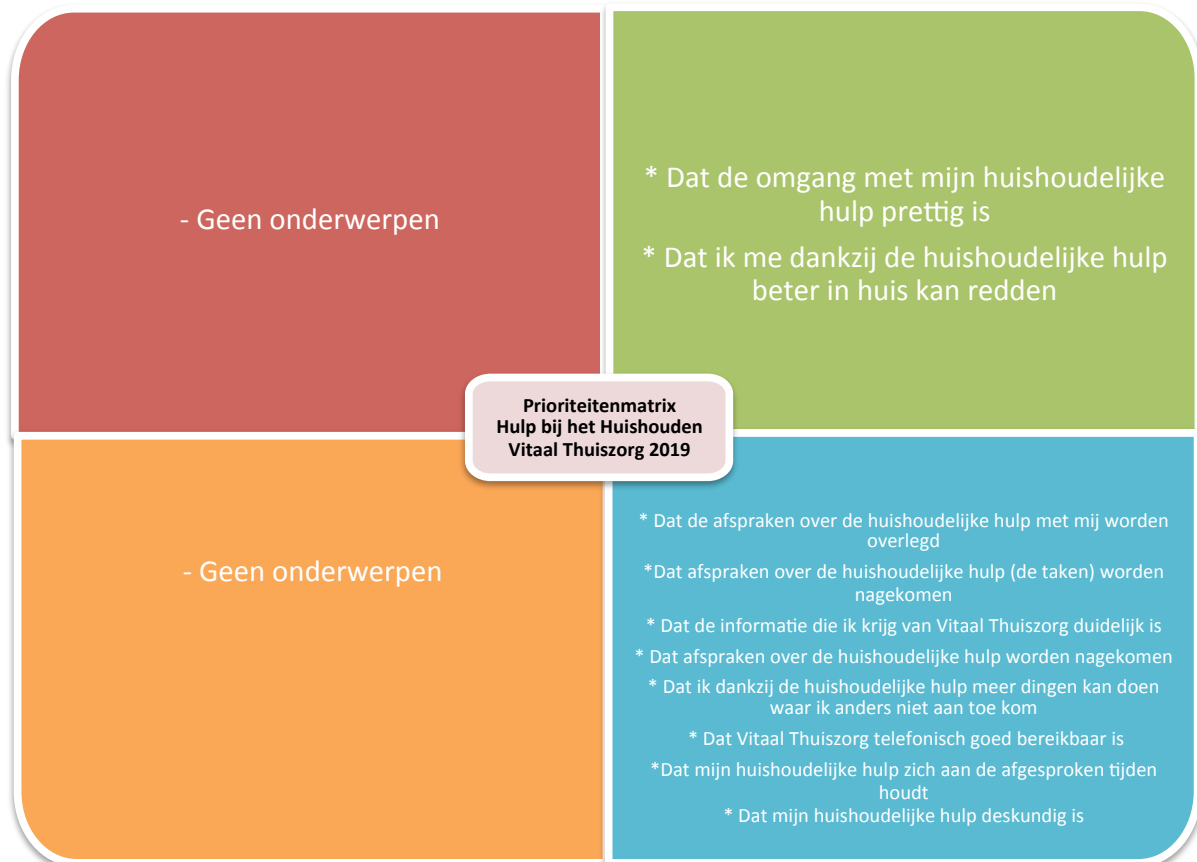 - Geen onderwerpen
* Dat de omgang met mijn huishoudelijke
hulp prettig is
* Dat ik me dankzij de huishoudelijke hulp
beter in huis kan redden
Prioriteitenmatrix
Hulp bij het Huishouden
Vitaal Thuiszorg 2019
- Geen onderwerpen
* Dat de afspraken over de huishoudelijke hulp met mij worden
overlegd
*Dat afspraken over de huishoudelijke hulp (de taken) worden
nagekomen
* Dat de informatie die ik krijg van Vitaal Thuiszorg duidelijk is
* Dat afspraken over de huishoudelijke hulp worden nagekomen
* Dat ik dankzij de huishoudelijke hulp meer dingen kan doen
waar ik anders niet aan toe kom
* Dat Vitaal Thuiszorg telefonisch goed bereikbaar is
*Dat mijn huishoudelijke hulp zich aan de afgesproken tijden
houdt
* Dat mijn huishoudelijke hulp deskundig is